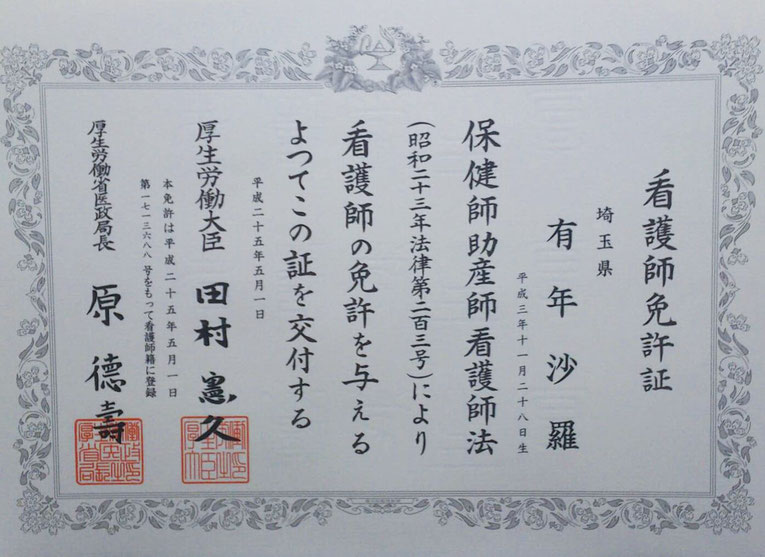 看護師免許証
埼玉県
有年沙羅
平成三年十一月二十八日生
保健師助産師看護師法
(昭和二十三年法律第二百三号)により
看護師の免許を与える
よつてこの証を交付する
平成二十五年五月一日
厚生労働大臣 田村憲久
本免許は平成二十五年五月一日
第一七一三六八八号をもって看護師籍に登録
厚生労働省医政局長 原德壽